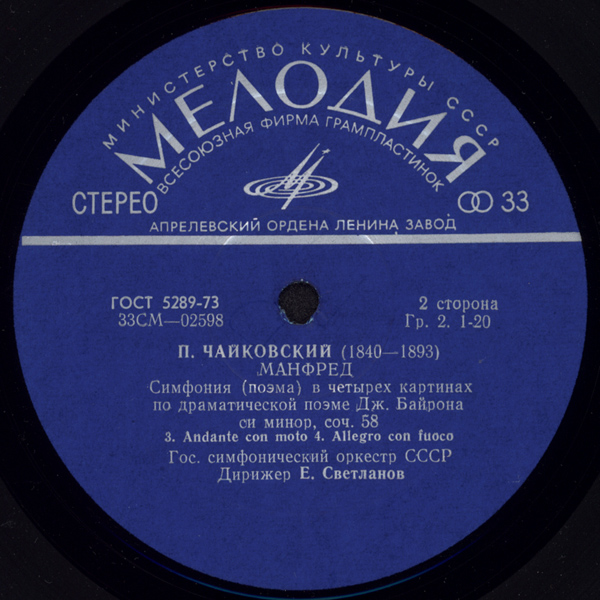 МИНИСТЕРСТВО КУЛЬТУРЫ СССР
МЕЛОДИЯ
ВСЕСОЮЗНАЯ ФИРМА ГРАМПЛАСТИНОК
СТЕРЕО
33
АПРЕЛЕВСКИЙ ОРДЕНА ЛЕНИНА ЗАВОД
ГОСТ 5289-73
2 сторона
33СМ—02598
Гр. 2. 1-20
П. ЧАЙКОВСКИЙ (1840—1893)
МАНФРЕД
Симфония (поэма) в четырех картинах
по драматической поэме Дж. Байрона
си минор, соч. 58
3. Andante con moto 4. Allegro con fuoco
Гос. симфонический оркестр СССР
Дирижер Е. Светланов